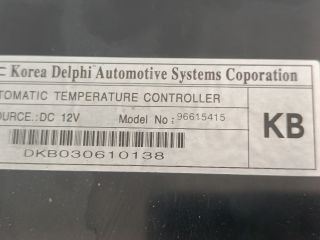 Korea Delphi Automotive Systems Coporation
TOMATIC TEMPERATURE CONTROLLER
OURCE.:DC 12V Model No: 96615415
KB
DKB030610138